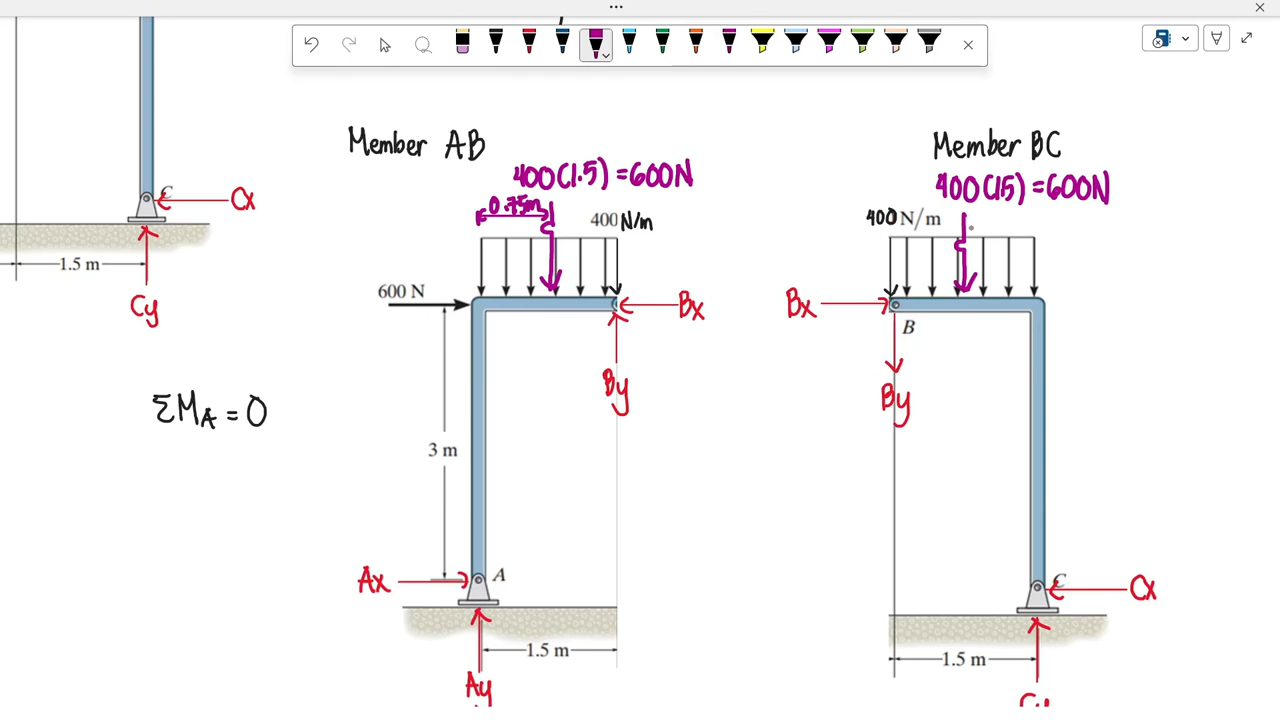 Member AB
400(1.5) = 600N
0.75m
400 N/m
600 N
Bx
By
3 m
Ax
A
1.5 m
Ay
Member BC
400(1.5) = 600N
400 N/m
Bx
B
By
C
Cx
1.5 m
Cy
C
Cx
1.5 m
Cy
ΣMA = 0